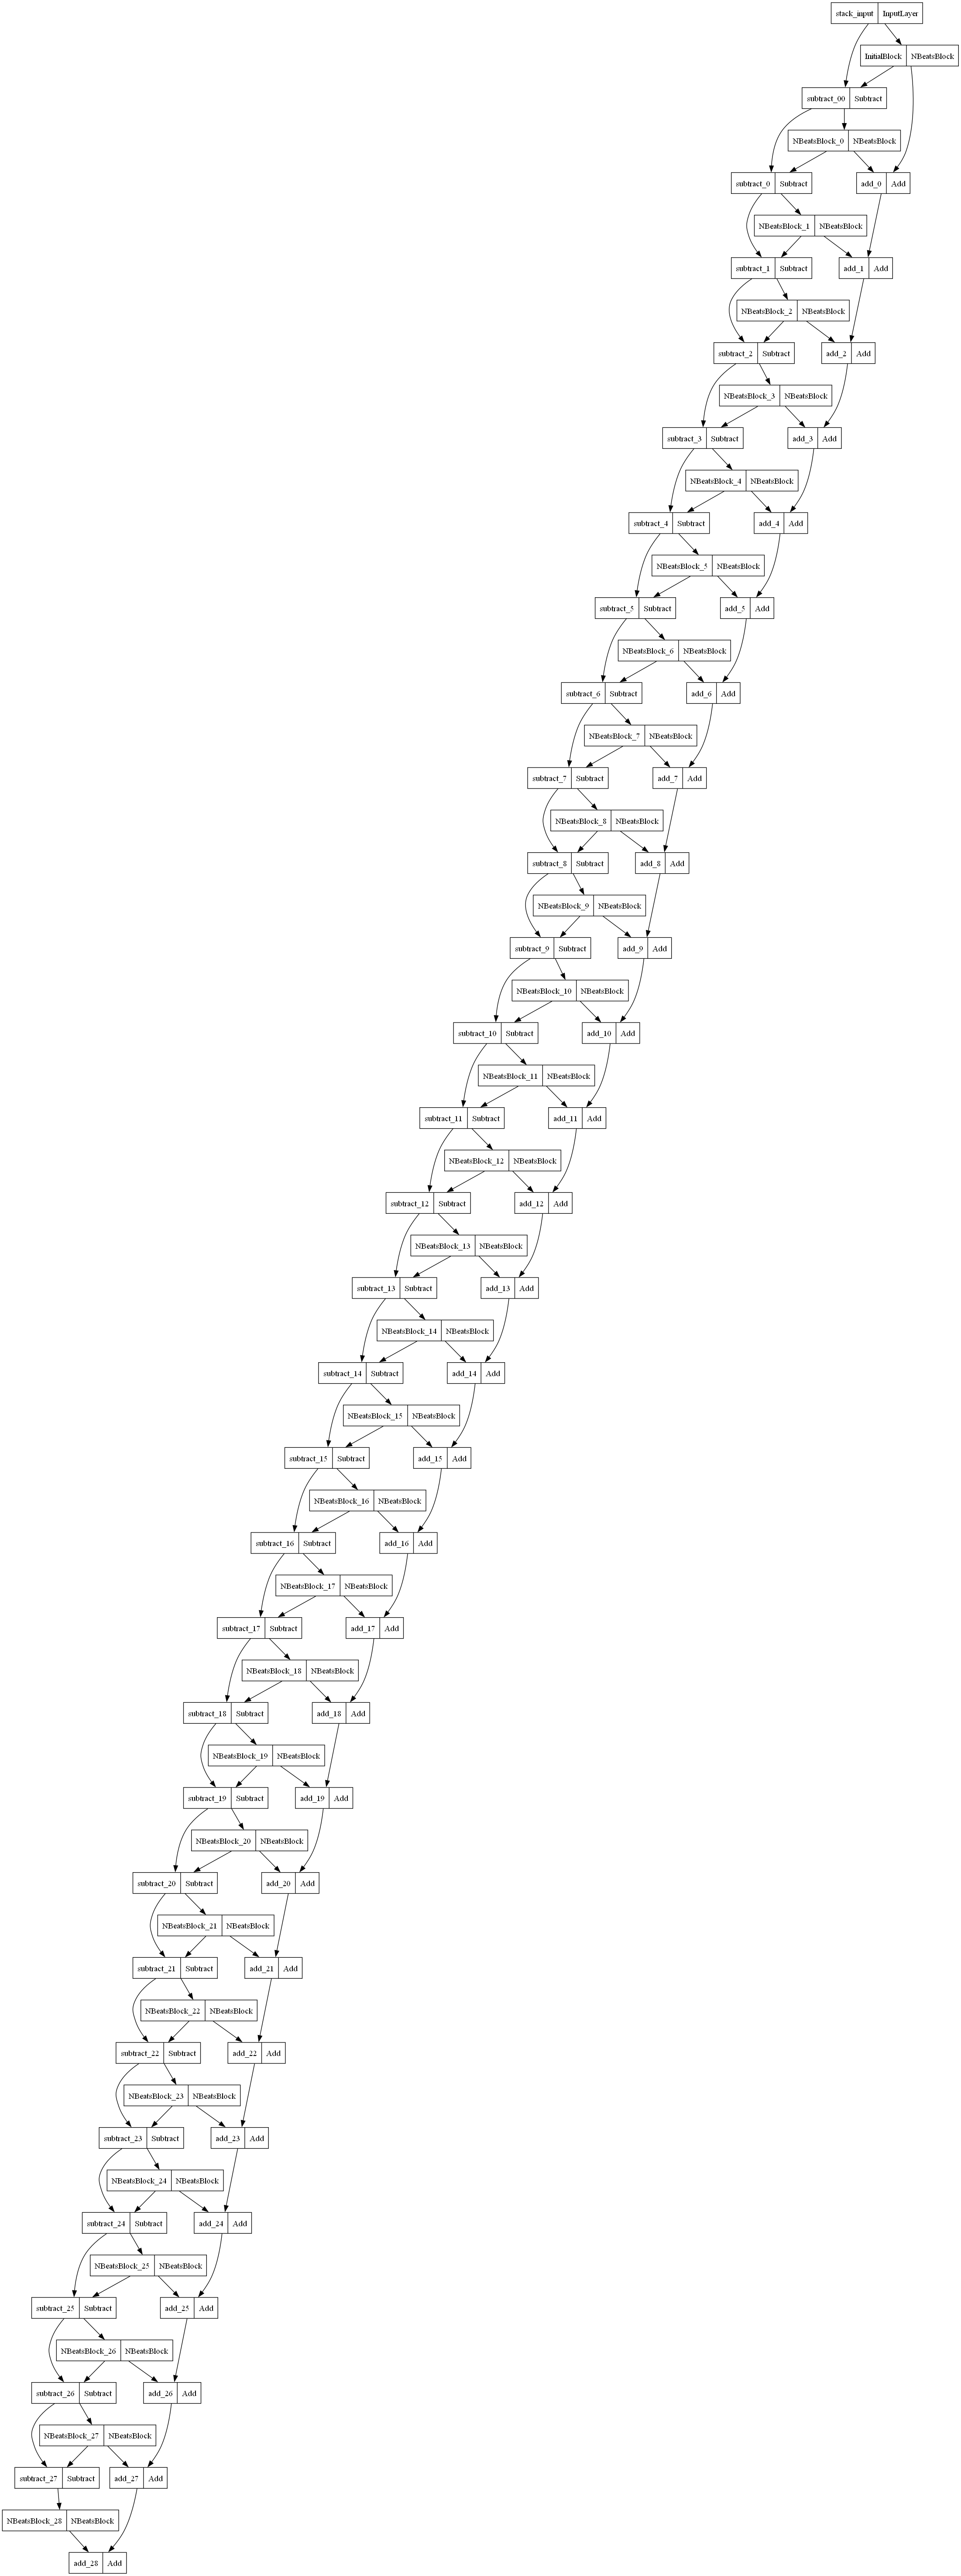 stack_input InputLayer
InitialBlock NBeatsBlock
subtract_00 Subtract
NBeatsBlock_0 NBeatsBlock
subtract_0 Subtract
add_0 Add
NBeatsBlock_1 NBeatsBlock
subtract_1 Subtract
add_1 Add
NBeatsBlock_2 NBeatsBlock
subtract_2 Subtract
add_2 Add
NBeatsBlock_3 NBeatsBlock
subtract_3 Subtract
add_3 Add
NBeatsBlock_4 NBeatsBlock
subtract_4 Subtract
add_4 Add
NBeatsBlock_5 NBeatsBlock
subtract_5 Subtract
add_5 Add
NBeatsBlock_6 NBeatsBlock
subtract_6 Subtract
add_6 Add
NBeatsBlock_7 NBeatsBlock
subtract_7 Subtract
add_7 Add
NBeatsBlock_8 NBeatsBlock
subtract_8 Subtract
add_8 Add
NBeatsBlock_9 NBeatsBlock
subtract_9 Subtract
add_9 Add
NBeatsBlock_10 NBeatsBlock
subtract_10 Subtract
add_10 Add
NBeatsBlock_11 NBeatsBlock
subtract_11 Subtract
add_11 Add
NBeatsBlock_12 NBeatsBlock
subtract_12 Subtract
add_12 Add
NBeatsBlock_13 NBeatsBlock
subtract_13 Subtract
add_13 Add
NBeatsBlock_14 NBeatsBlock
subtract_14 Subtract
add_14 Add
NBeatsBlock_15 NBeatsBlock
subtract_15 Subtract
add_15 Add
NBeatsBlock_16 NBeatsBlock
subtract_16 Subtract
add_16 Add
NBeatsBlock_17 NBeatsBlock
subtract_17 Subtract
add_17 Add
NBeatsBlock_18 NBeatsBlock
subtract_18 Subtract
add_18 Add
NBeatsBlock_19 NBeatsBlock
subtract_19 Subtract
add_19 Add
NBeatsBlock_20 NBeatsBlock
subtract_20 Subtract
add_20 Add
NBeatsBlock_21 NBeatsBlock
subtract_21 Subtract
add_21 Add
NBeatsBlock_22 NBeatsBlock
subtract_22 Subtract
add_22 Add
NBeatsBlock_23 NBeatsBlock
subtract_23 Subtract
add_23 Add
NBeatsBlock_24 NBeatsBlock
subtract_24 Subtract
add_24 Add
NBeatsBlock_25 NBeatsBlock
subtract_25 Subtract
add_25 Add
NBeatsBlock_26 NBeatsBlock
subtract_26 Subtract
add_26 Add
NBeatsBlock_27 NBeatsBlock
subtract_27 Subtract
add_27 Add
NBeatsBlock_28 NBeatsBlock
add_28 Add